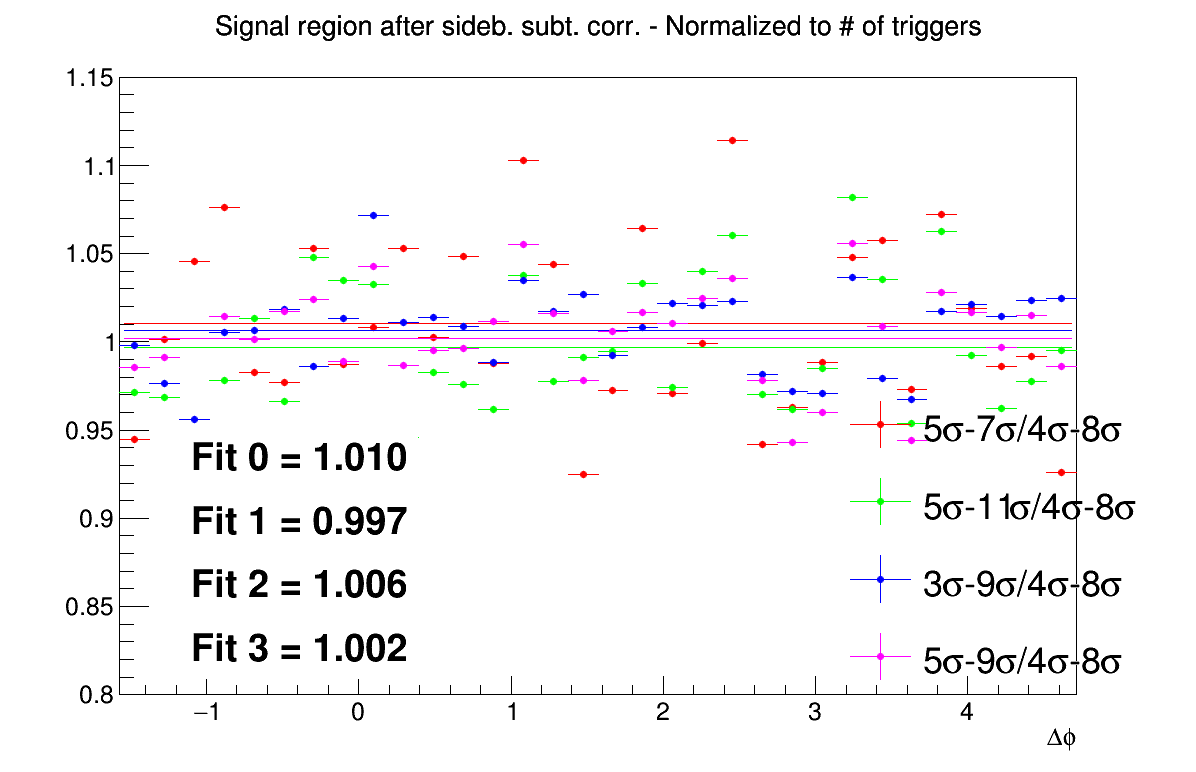 Signal region after sideb. subt. corr. - Normalized to # of triggers
1.15
1.1
1.05
1
0.95
0.9
0.85
0.8
Fit 0 = 1.010
Fit 1 = 0.997
Fit 2 = 1.006
Fit 3 = 1.002
5σ-7σ/4σ-8σ
5σ-11σ/4σ-8σ
3σ-9σ/4σ-8σ
5σ-9σ/4σ-8σ
−1 0 1 2 3 4
Δϕ